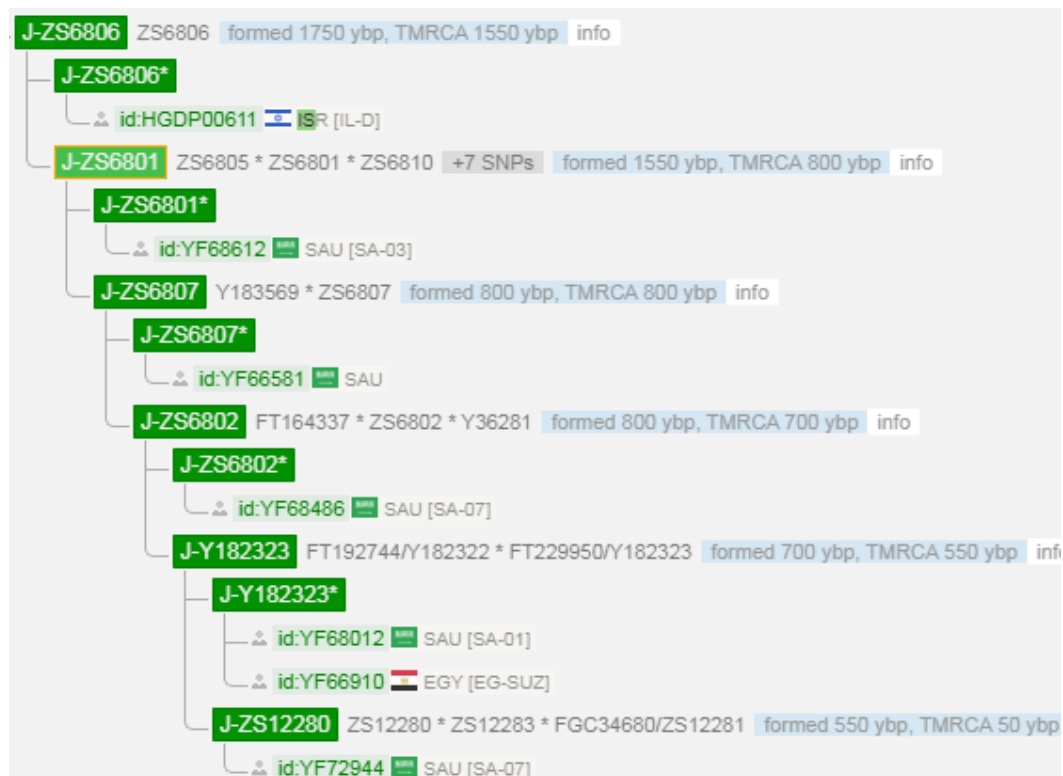 J-ZS6806 ZS6806 formed 1750 ybp, TMRCA 1550 ybp info
J-ZS6806*
id:HGDP00611 ISR [IL-D]
J-ZS6801 ZS6805 * ZS6801 * ZS6810 +7 SNPs formed 1550 ybp, TMRCA 800 ybp info
J-ZS6801*
id:YF68612 SAU [SA-03]
J-ZS6807 Y183569 * ZS6807 formed 800 ybp, TMRCA 800 ybp info
J-ZS6807*
id:YF66581 SAU
J-ZS6802 FT164337 * ZS6802 * Y36281 formed 800 ybp, TMRCA 700 ybp info
J-ZS6802*
id:YF68486 SAU [SA-07]
J-Y182323 FT192744/Y182322 * FT229950/Y182323 formed 700 ybp, TMRCA 550 ybp inf
J-Y182323*
id:YF68012 SAU [SA-01]
id:YF66910 EGY [EG-SUZ]
J-ZS12280 ZS12280 * ZS12283 * FGC34680/ZS12281 formed 550 ybp, TMRCA 50 ybp
id:YF72944 SAU [SA-07]